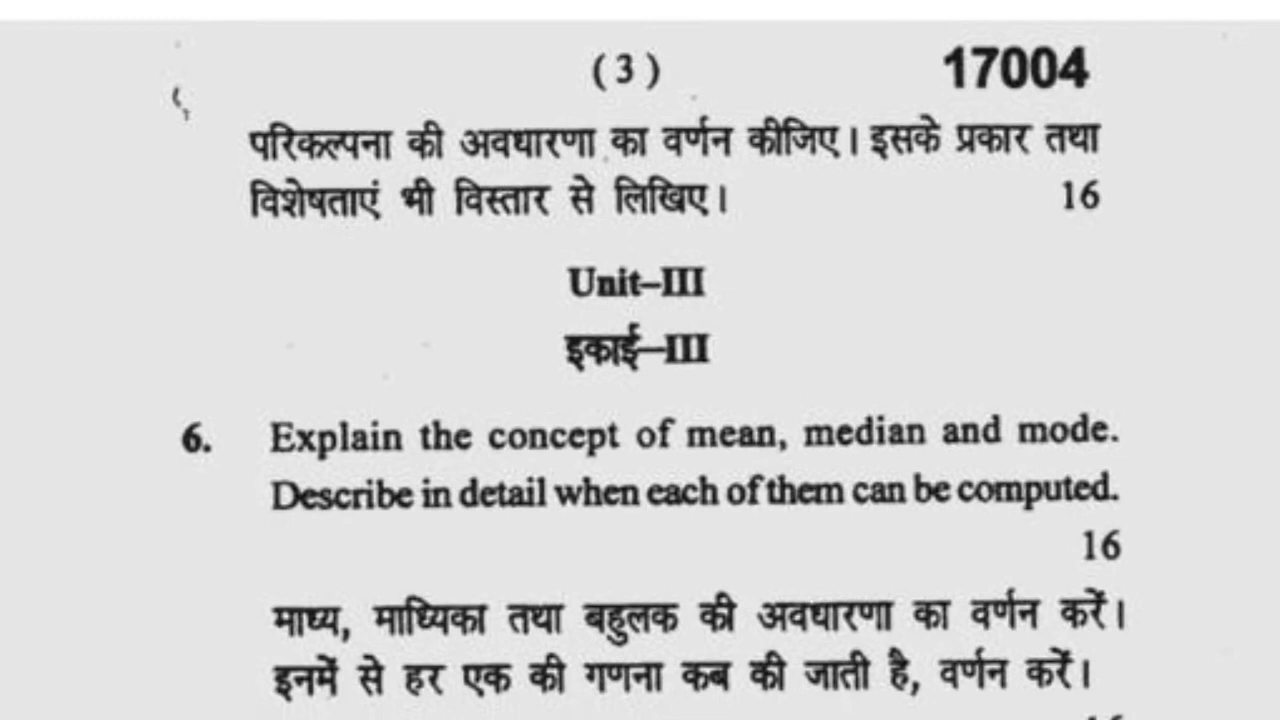 (3)
17004
परिकल्पना की अवधारणा का वर्णन कीजिए। इसके प्रकार तथा
विशेषताएं भी विस्तार से लिखिए। 16
Unit–III
इकाई–III
6. Explain the concept of mean, median and mode.
Describe in detail when each of them can be computed.
16
माध्य, माध्यिका तथा बहुलक की अवधारणा का वर्णन करें।
इनमें से हर एक की गणना कब की जाती है, वर्णन करें।